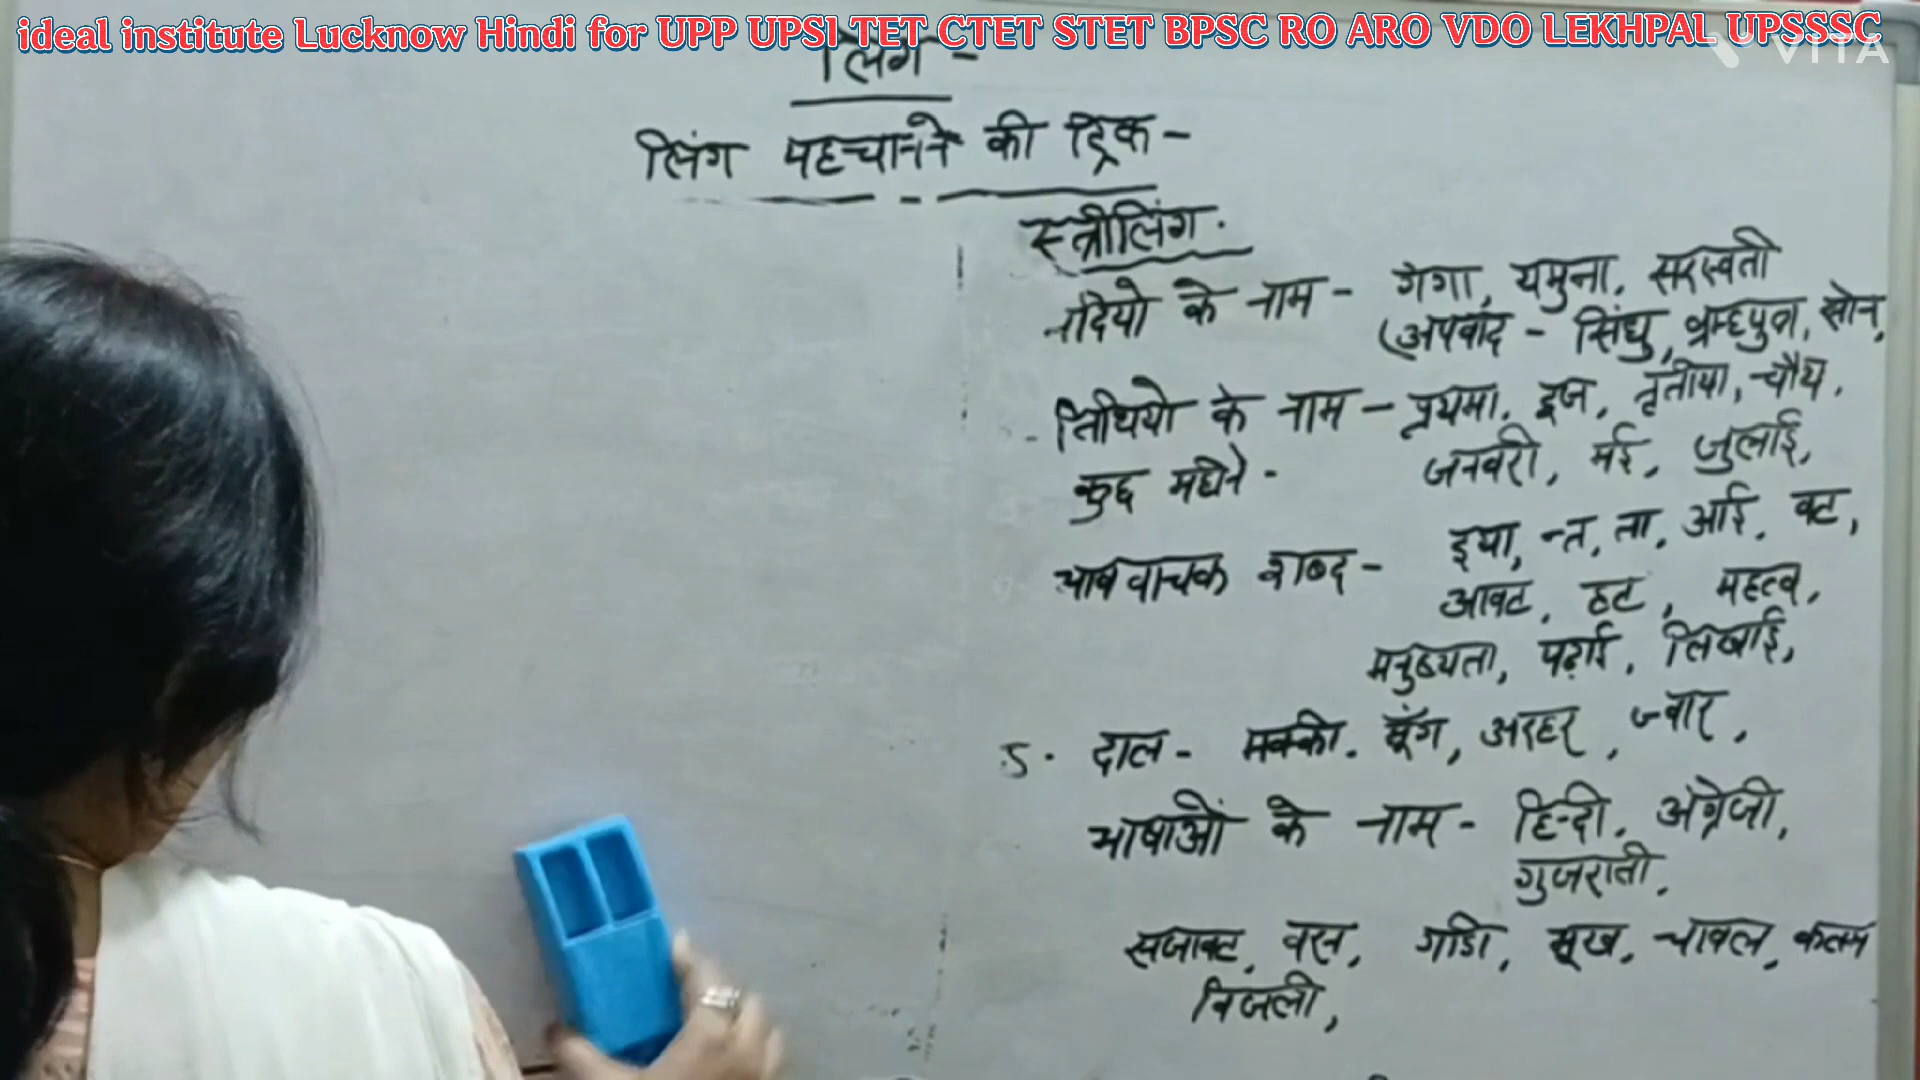 ideal institute Lucknow Hindi for UPP UPSI TET CTET STET BPSC RO ARO VDO LEKHPAL UPSSSC
VITA
लिंग -
लिंग पहचानने की ट्रिक -
स्त्रीलिंग.
नदियो के नाम - गंगा, यमुना, सरस्वती
(अपवाद - सिंधु, ब्रम्हपुत्र, सोन,
तिथियो के नाम - प्रथमा, दूज, तृतीया, चौथ,
कुछ महीने - जनवरी, मई, जुलाई,
भाववाचक शब्द - इया, न्त, ता, आई, वट,
आवट, हट, महत्व,
मनुष्यता, पढ़ाई, लिखाई,
5. दाल - मक्की, मूँग, अरहर, ज्वार,
भाषाओं के नाम - हिन्दी, अंग्रेजी,
गुजराती,
सजावट, गाडी, भूख, चावल, कलम
बिजली,